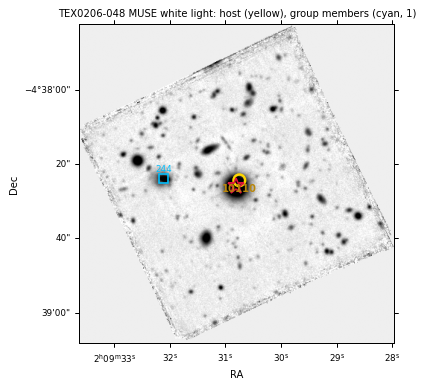 TEX0206-048 MUSE white light: host (yellow), group members (cyan, 1)
−4°38'00"
20"
40"
39'00"
Dec
244
2ʰ09ᵐ33ˢ 32ˢ 31ˢ 30ˢ 29ˢ 28ˢ
RA